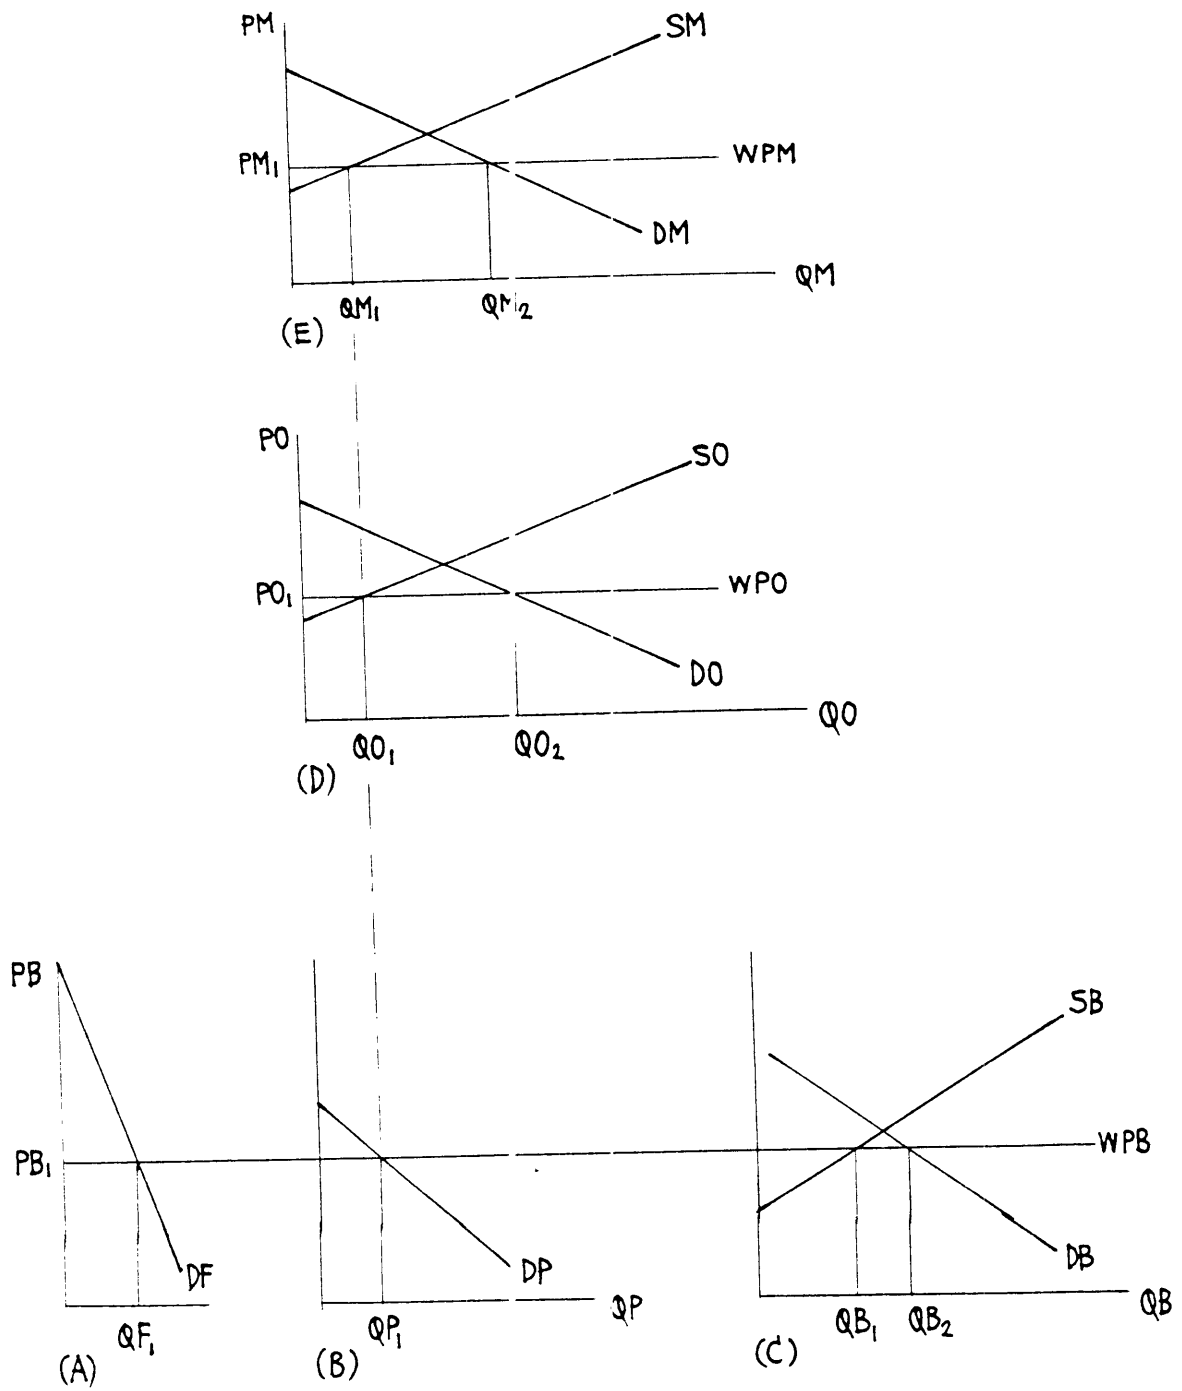 PM
SM
PM₁
WPM
DM
QM
QM₁
QM₂
(E)
PO
SO
PO₁
WPO
DO
QO
QO₁
QO₂
(D)
PB
SB
PB₁
WPB
DF
DP
DB
QF₁
QP₁
QP
QB₁
QB₂
QB
(A)
(B)
(C)